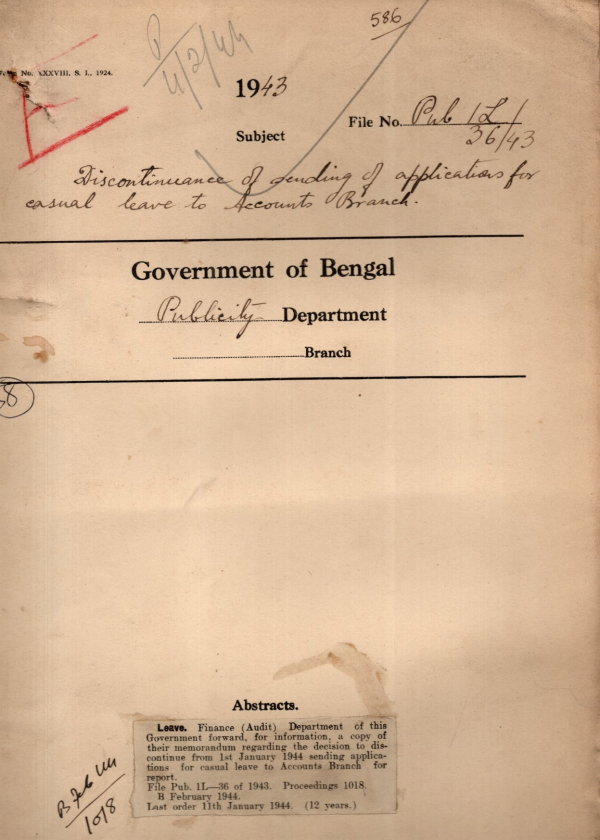 586
No. XXXVIII, S. I., 1924.
1943
File No. Pub 1L/
36/43
Subject
Discontinuance of sending of applications for
casual leave to Accounts Branch.
Government of Bengal
Publicity Department
Branch
Abstracts.
Leave. Finance (Audit) Department of this
Government forward, for information, a copy of
their memorandum regarding the decision to dis-
continue from 1st January 1944 sending applica-
tions for casual leave to Accounts Branch for
report.
File Pub. 1L—36 of 1943. Proceedings 1018.
B February 1944.
Last order 11th January 1944. (12 years.)
B Feb 44
1018